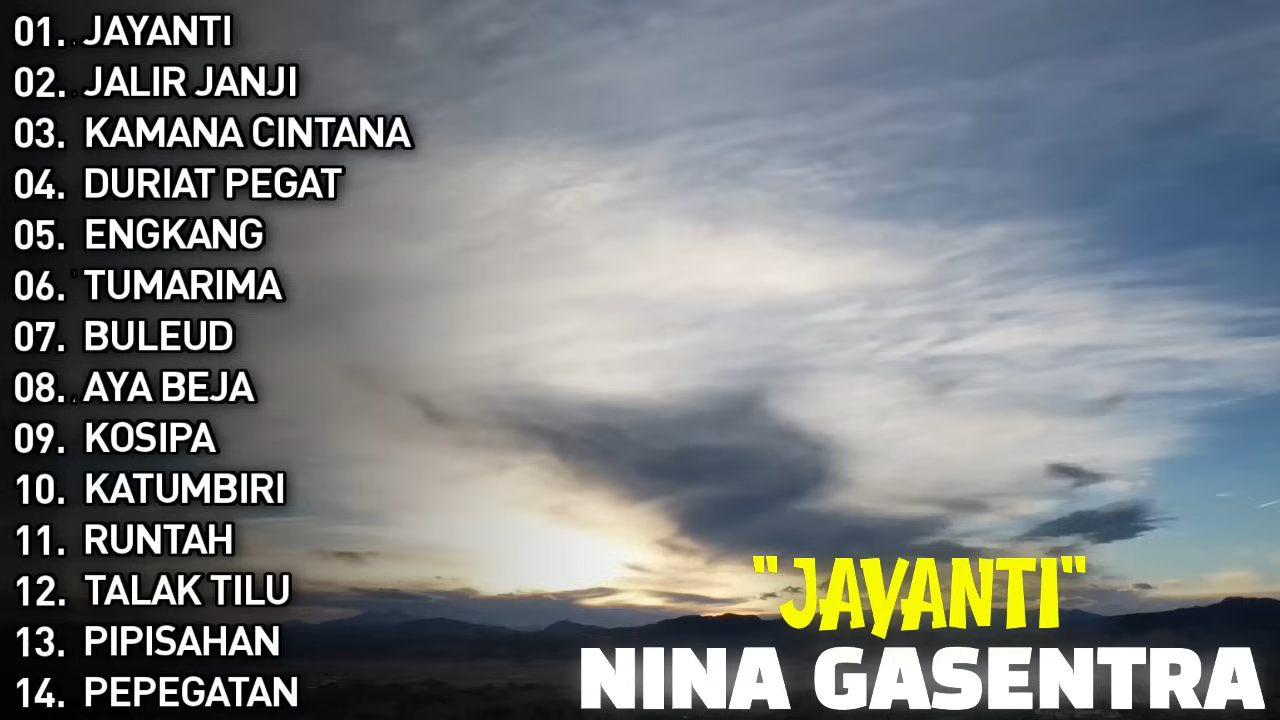 01. JAYANTI
02. JALIR JANJI
03. KAMANA CINTANA
04. DURIAT PEGAT
05. ENGKANG
06. TUMARIMA
07. BULEUD
08. AYA BEJA
09. KOSIPA
10. KATUMBIRI
11. RUNTAH
12. TALAK TILU
13. PIPISAHAN
14. PEPEGATAN
"JAYANTI"
NINA GASENTRA